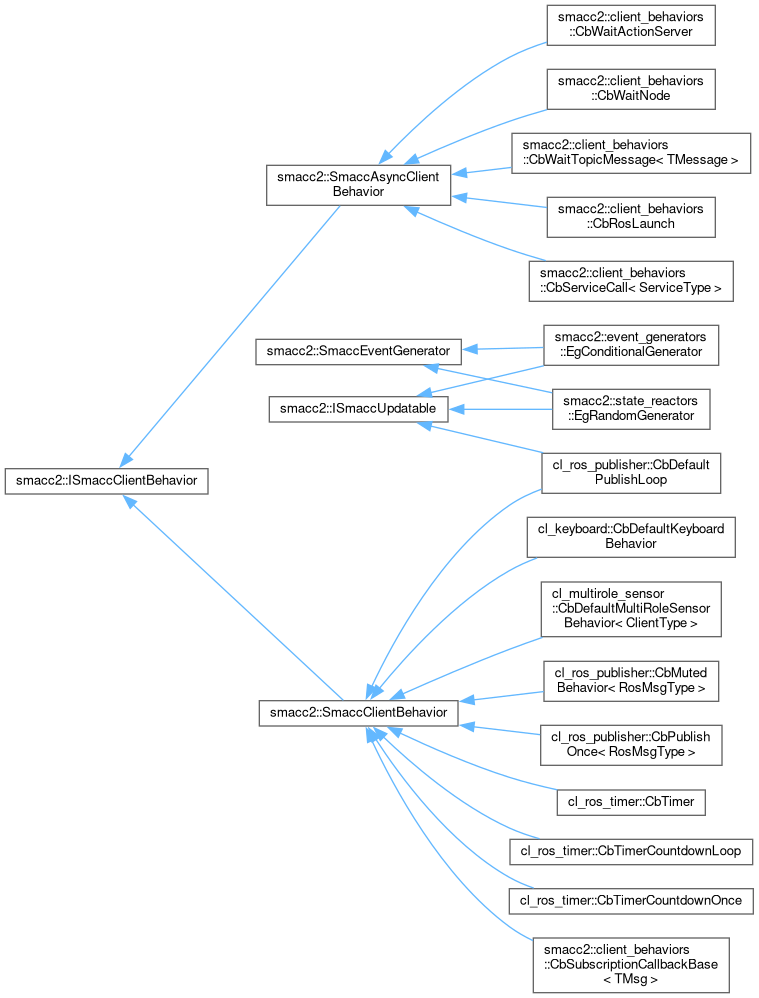 smacc2::client_behaviors
::CbWaitActionServer
smacc2::client_behaviors
::CbWaitNode
smacc2::client_behaviors
::CbWaitTopicMessage< TMessage >
smacc2::SmaccAsyncClient
Behavior
smacc2::client_behaviors
::CbRosLaunch
smacc2::client_behaviors
::CbServiceCall< ServiceType >
smacc2::SmaccEventGenerator
smacc2::event_generators
::EgConditionalGenerator
smacc2::ISmaccUpdatable
smacc2::state_reactors
::EgRandomGenerator
smacc2::ISmaccClientBehavior
cl_ros_publisher::CbDefault
PublishLoop
cl_keyboard::CbDefaultKeyboard
Behavior
cl_multirole_sensor
::CbDefaultMultiRoleSensor
Behavior< ClientType >
cl_ros_publisher::CbMuted
Behavior< RosMsgType >
smacc2::SmaccClientBehavior
cl_ros_publisher::CbPublish
Once< RosMsgType >
cl_ros_timer::CbTimer
cl_ros_timer::CbTimerCountdownLoop
cl_ros_timer::CbTimerCountdownOnce
smacc2::client_behaviors
::CbSubscriptionCallbackBase
< TMsg >